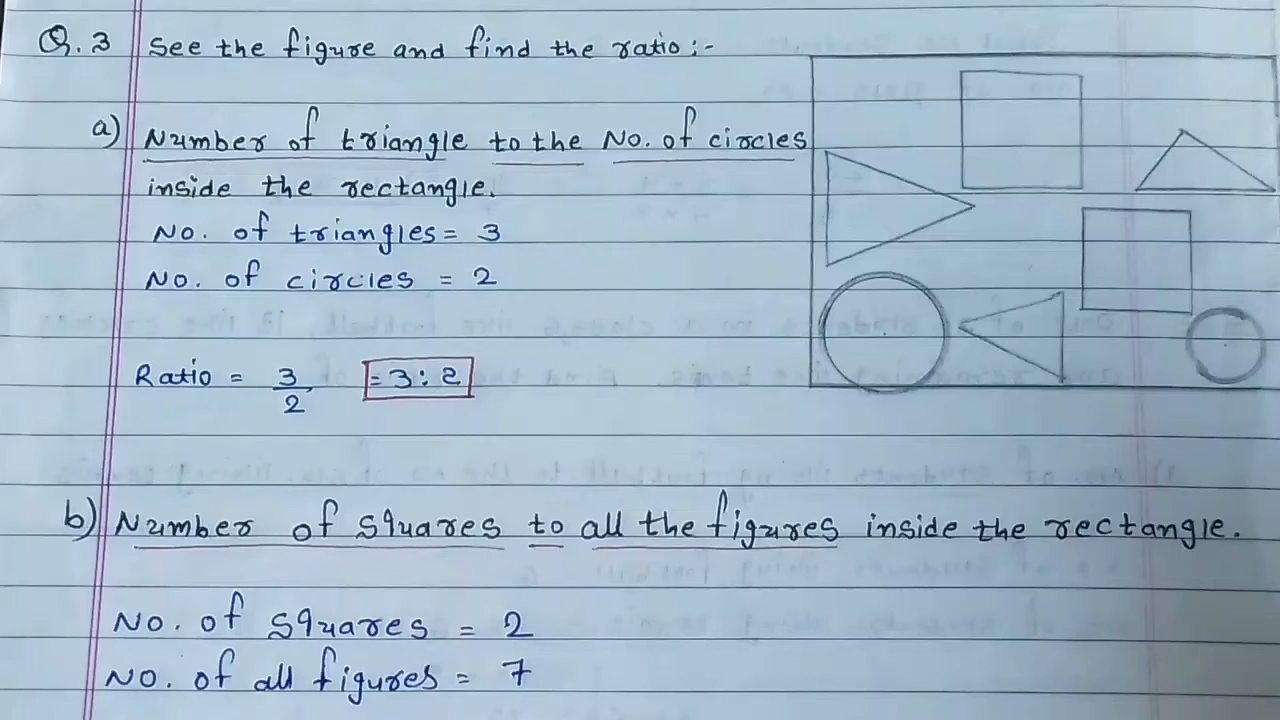 Q.3 See the figure and find the ratio :-
a) Number of triangle to the No. of circles
inside the rectangle.
No. of triangles = 3
No. of circles = 2
Ratio = 3/2 = 3:2
b) Number of squares to all the figures inside the rectangle.
No. of squares = 2
No. of all figures = 7